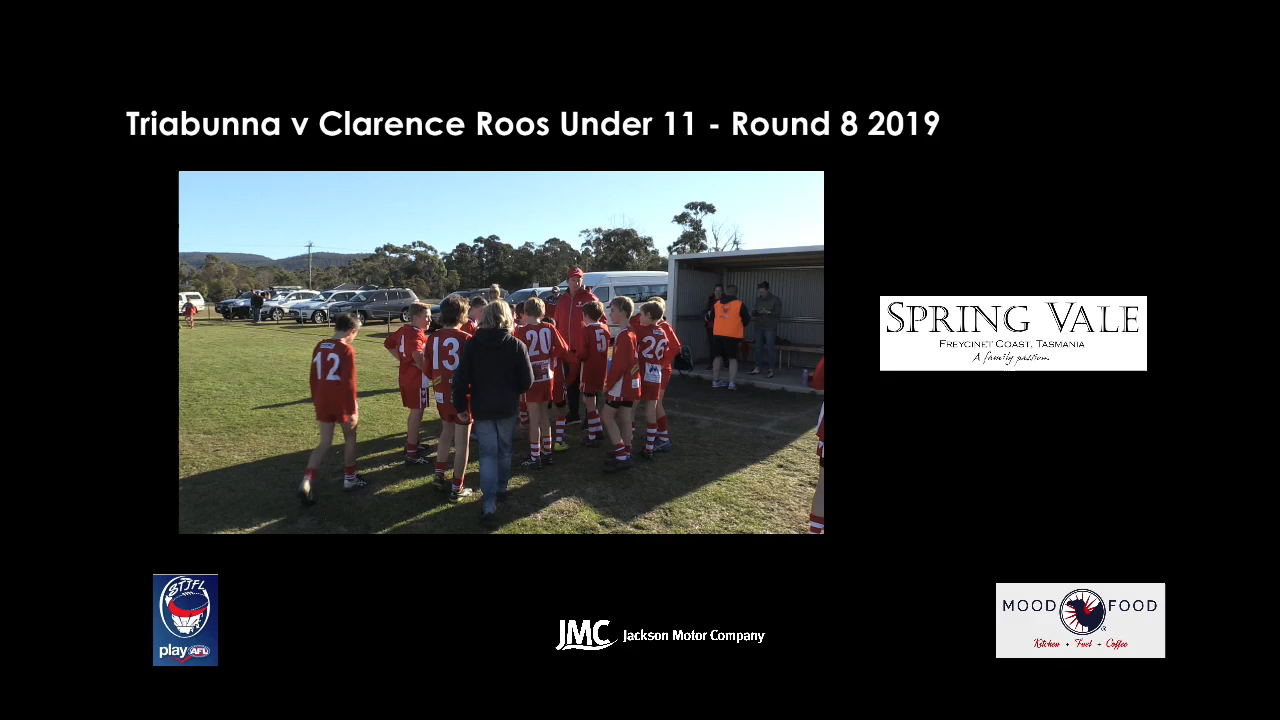 Triabunna v Clarence Roos Under 11 - Round 8 2019
12
13
20
5
26
SPRING VALE
FREYCINET COAST, TASMANIA
A family passion
STJFL
play AFL
JMC Jackson Motor Company
MOOD FOOD
Kitchen + Fuel + Coffee